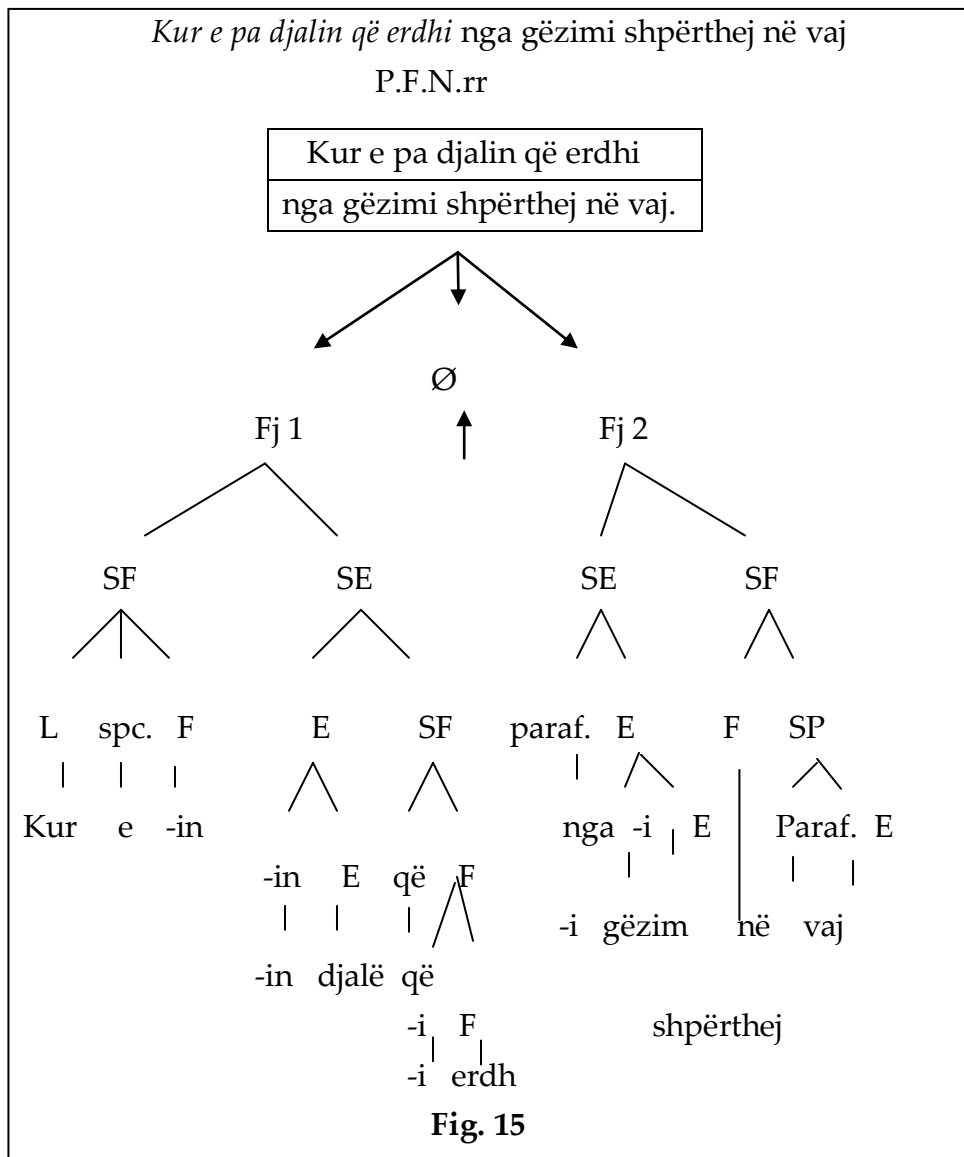 Kur e pa djalin që erdhi nga gëzimi shpërthej në vaj
P.F.N.rr
Kur e pa djalin që erdhi
nga gëzimi shpërthej në vaj.
Ø
Fj 1 Fj 2
SF SE SE SF
L spc. F E SF paraf. E F SP
Kur e -in nga -i E Paraf. E
-in E që F
-i gëzim në vaj
-in djalë që
-i F shpërthej
-i erdh
Fig. 15